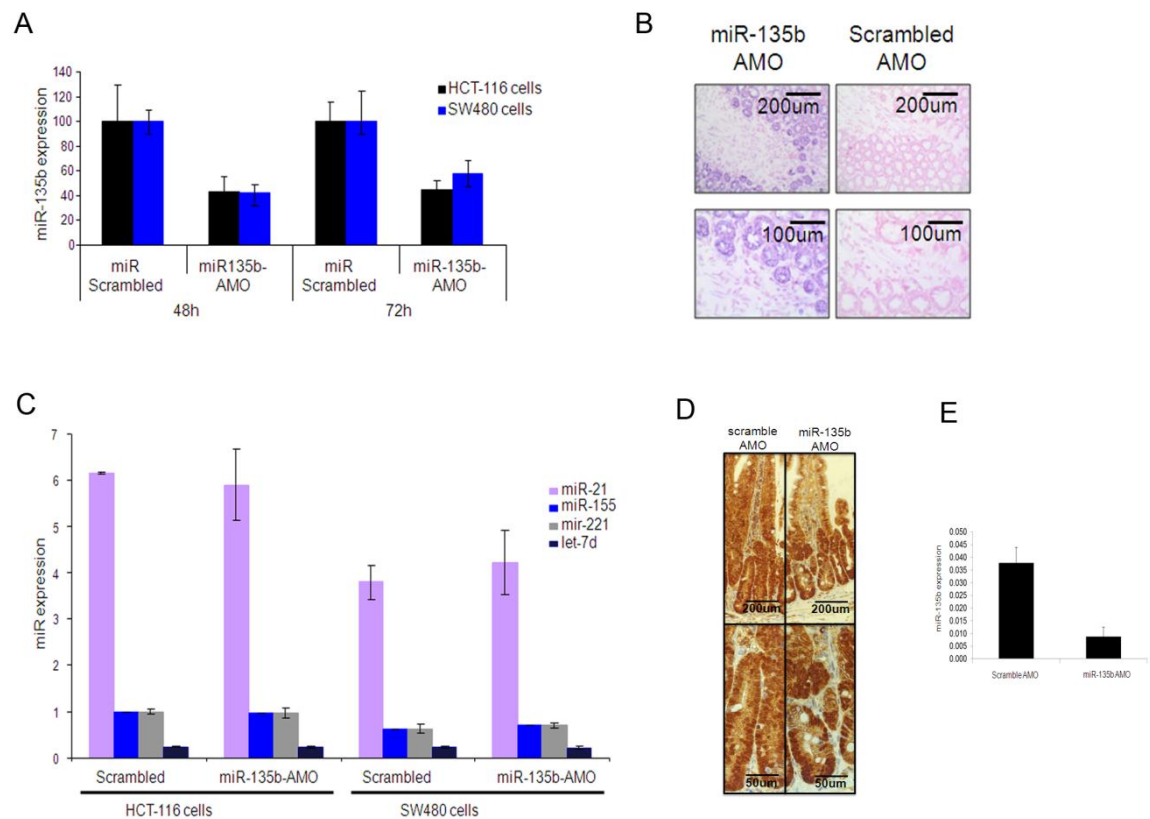 A
miR-135b expression
140
120
100
80
60
40
20
0
HCT-116 cells
SW480 cells
miR Scrambled
miR135b-AMO
miR Scrambled
miR-135b-AMO
48h
72h
B
miR-135b AMO
Scrambled AMO
200um
200um
100um
100um
C
miR expression
7
6
5
4
3
2
1
0
miR-21
miR-155
mir-221
let-7d
Scrambled
miR-135b-AMO
Scrambled
miR-135b-AMO
HCT-116 cells
SW480 cells
D
scramble AMO
miR-135b AMO
200um
200um
50um
50um
E
miR-135b expression
0.050
0.045
0.040
0.035
0.030
0.025
0.020
0.015
0.010
0.005
0.000
Scramble AMO
miR-135b AMO